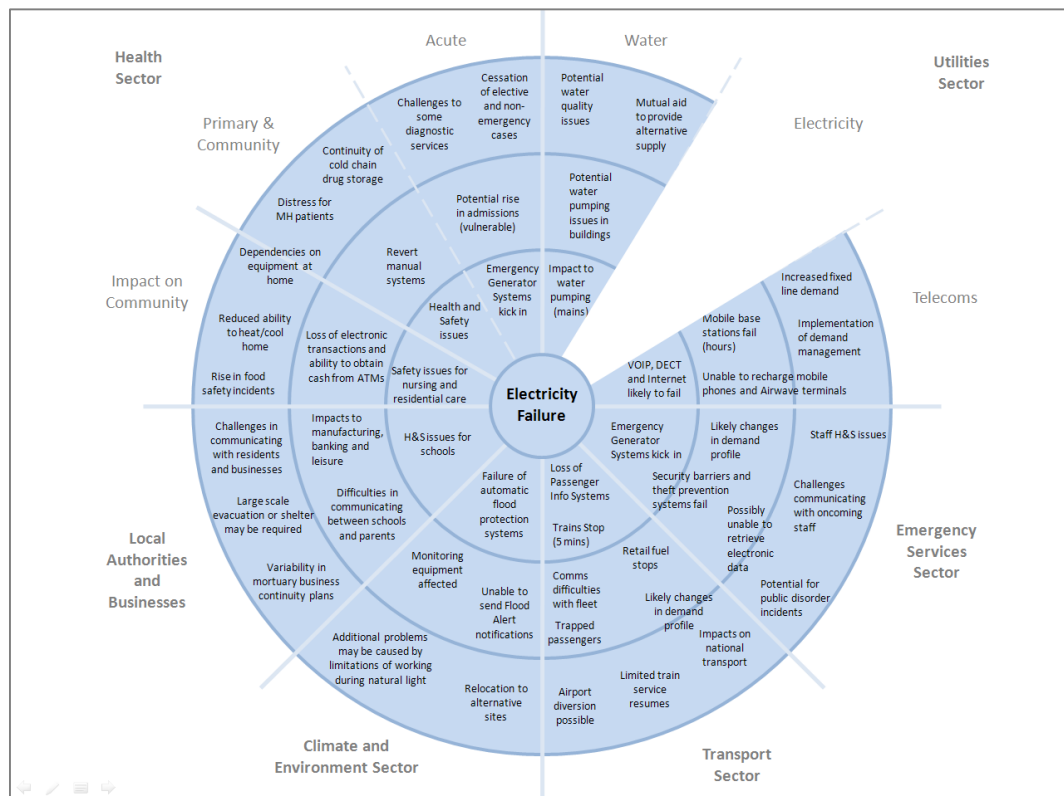 Health
Sector
Acute
Water
Utilities
Sector
Primary &
Community
Electricity
Impact on
Community
Telecoms
Cessation
of elective
and non-
emergency
cases
Challenges to
some
diagnostic
services
Continuity of
cold chain
drug storage
Distress for
MH patients
Potential rise
in admissions
(vulnerable)
Revert
manual
systems
Emergency
Generator
Systems
kick in
Health and
Safety
issues
Potential
water
quality
issues
Mutual aid
to provide
alternative
supply
Potential
water
pumping
issues in
buildings
Impact to
water
pumping
(mains)
Increased fixed
line demand
Implementation
of demand
management
Mobile base
stations fail
(hours)
Unable to recharge mobile
phones and Airwave terminals
VOIP, DECT
and Internet
likely to fail
Dependencies on
equipment at
home
Reduced ability
to heat/cool
home
Rise in food
safety incidents
Loss of electronic
transactions and
ability to obtain
cash from ATMs
Safety issues for
nursing and
residential care
Electricity
Failure
Challenges in
communicating
with residents
and businesses
Large scale
evacuation or shelter
may be required
Variability in
mortuary business
continuity plans
Impacts to
manufacturing,
banking and
leisure
Difficulties in
communicating
between schools
and parents
H&S issues for
schools
Local
Authorities
and
Businesses
Failure of
automatic
flood
protection
systems
Monitoring
equipment
affected
Unable to
send Flood
Alert
notifications
Additional problems
may be caused by
limitations of working
during natural light
Relocation to
alternative
sites
Climate and
Environment Sector
Loss of
Passenger
Info Systems
Trains Stop
(5 mins)
Retail fuel
stops
Comms
difficulties
with fleet
Trapped
passengers
Likely changes
in demand
profile
Impacts on
national
transport
Limited train
service
resumes
Airport
diversion
possible
Transport
Sector
Emergency
Generator
Systems kick in
Likely changes
in demand
profile
Security barriers and
theft prevention
systems fail
Possibly
unable to
retrieve
electronic
data
Staff H&S issues
Challenges
communicating
with oncoming
staff
Potential for
public disorder
incidents
Emergency
Services
Sector